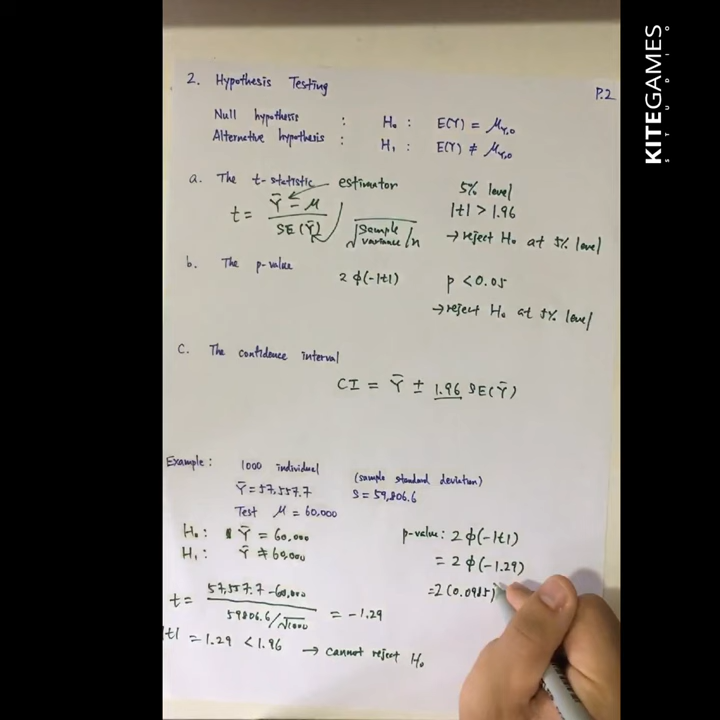 KITEGAMES
STUDIO
P.2
2. Hypothesis Testing
Null hypothesis : H₀ : E(Y) = μY,0
Alternative hypothesis : H₁ : E(Y) ≠ μY,0
a. The t-statistic estimator
t = Ȳ - μ / SE(Ȳ)
√sample variance/n
5% level
|t| > 1.96
→ reject H₀ at 5% level
b. The p-value 2 Φ(-|t|) p < 0.05
→ reject H₀ at 5% level
c. The confidence interval
CI = Ȳ ± 1.96 SE(Ȳ)
Example: 1000 individual
Ȳ = 57,557.7
(sample standard deviation)
S = 59,806.6
Test μ = 60,000
H₀: Ȳ = 60,000
H₁: Ȳ ≠ 60,000
t = 57,557.7 - 60,000 / 59806.6/√1000 = -1.29
|t| = 1.29 < 1.96 → cannot reject H₀
p-value: 2 Φ(-|t|)
= 2 Φ(-1.29)
= 2(0.0985)